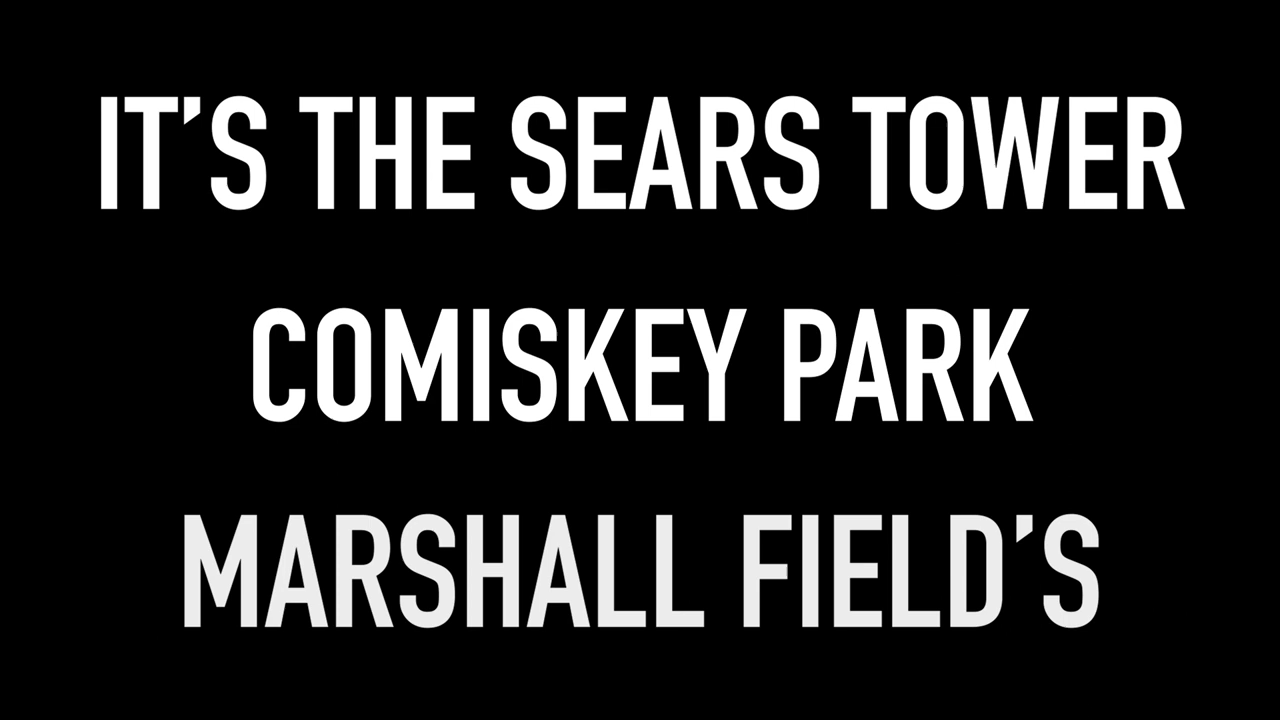 IT’S THE SEARS TOWER
COMISKEY PARK
MARSHALL FIELD’S